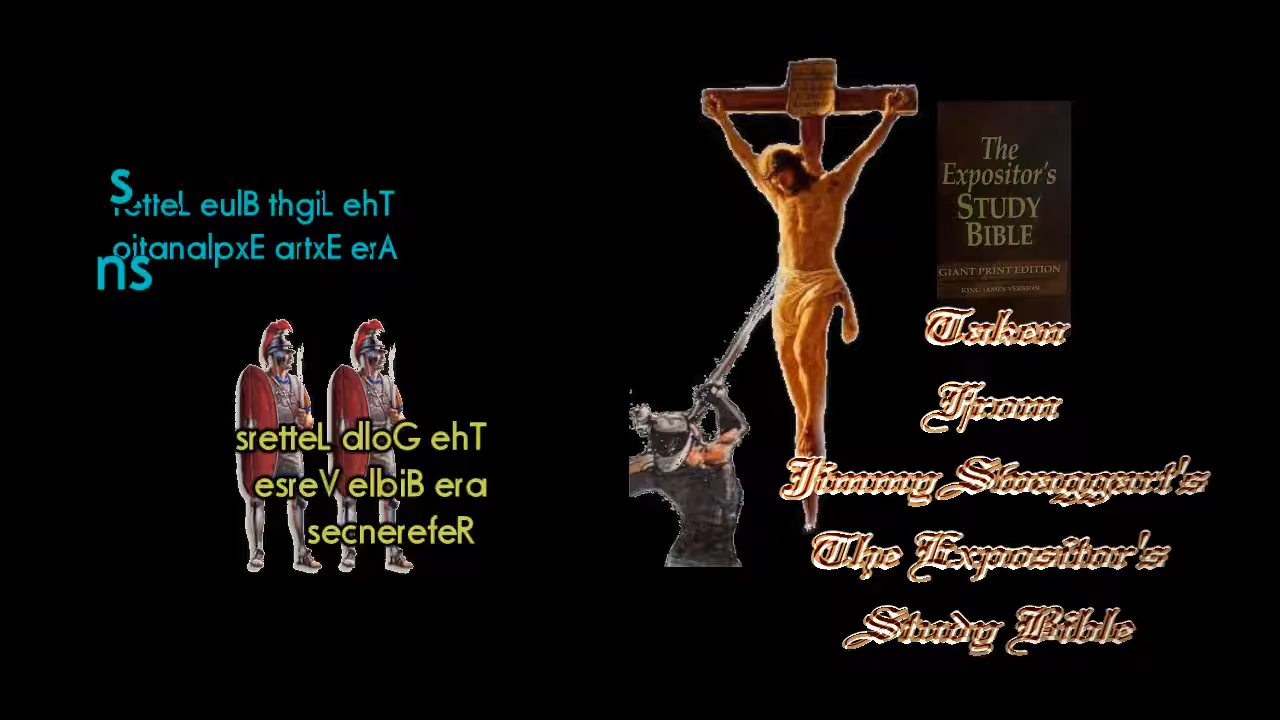 s
retteL eulB thgiL ehT
oitanalpxE artxE erA
ns
sretteL dloG ehT
esreV elbiB era
secnerefeR
The
Expositor's
STUDY
BIBLE
GIANT PRINT EDITION
KING JAMES VERSION
Taken
From
Jimmy Swaggart's
The Expositor's
Study Bible